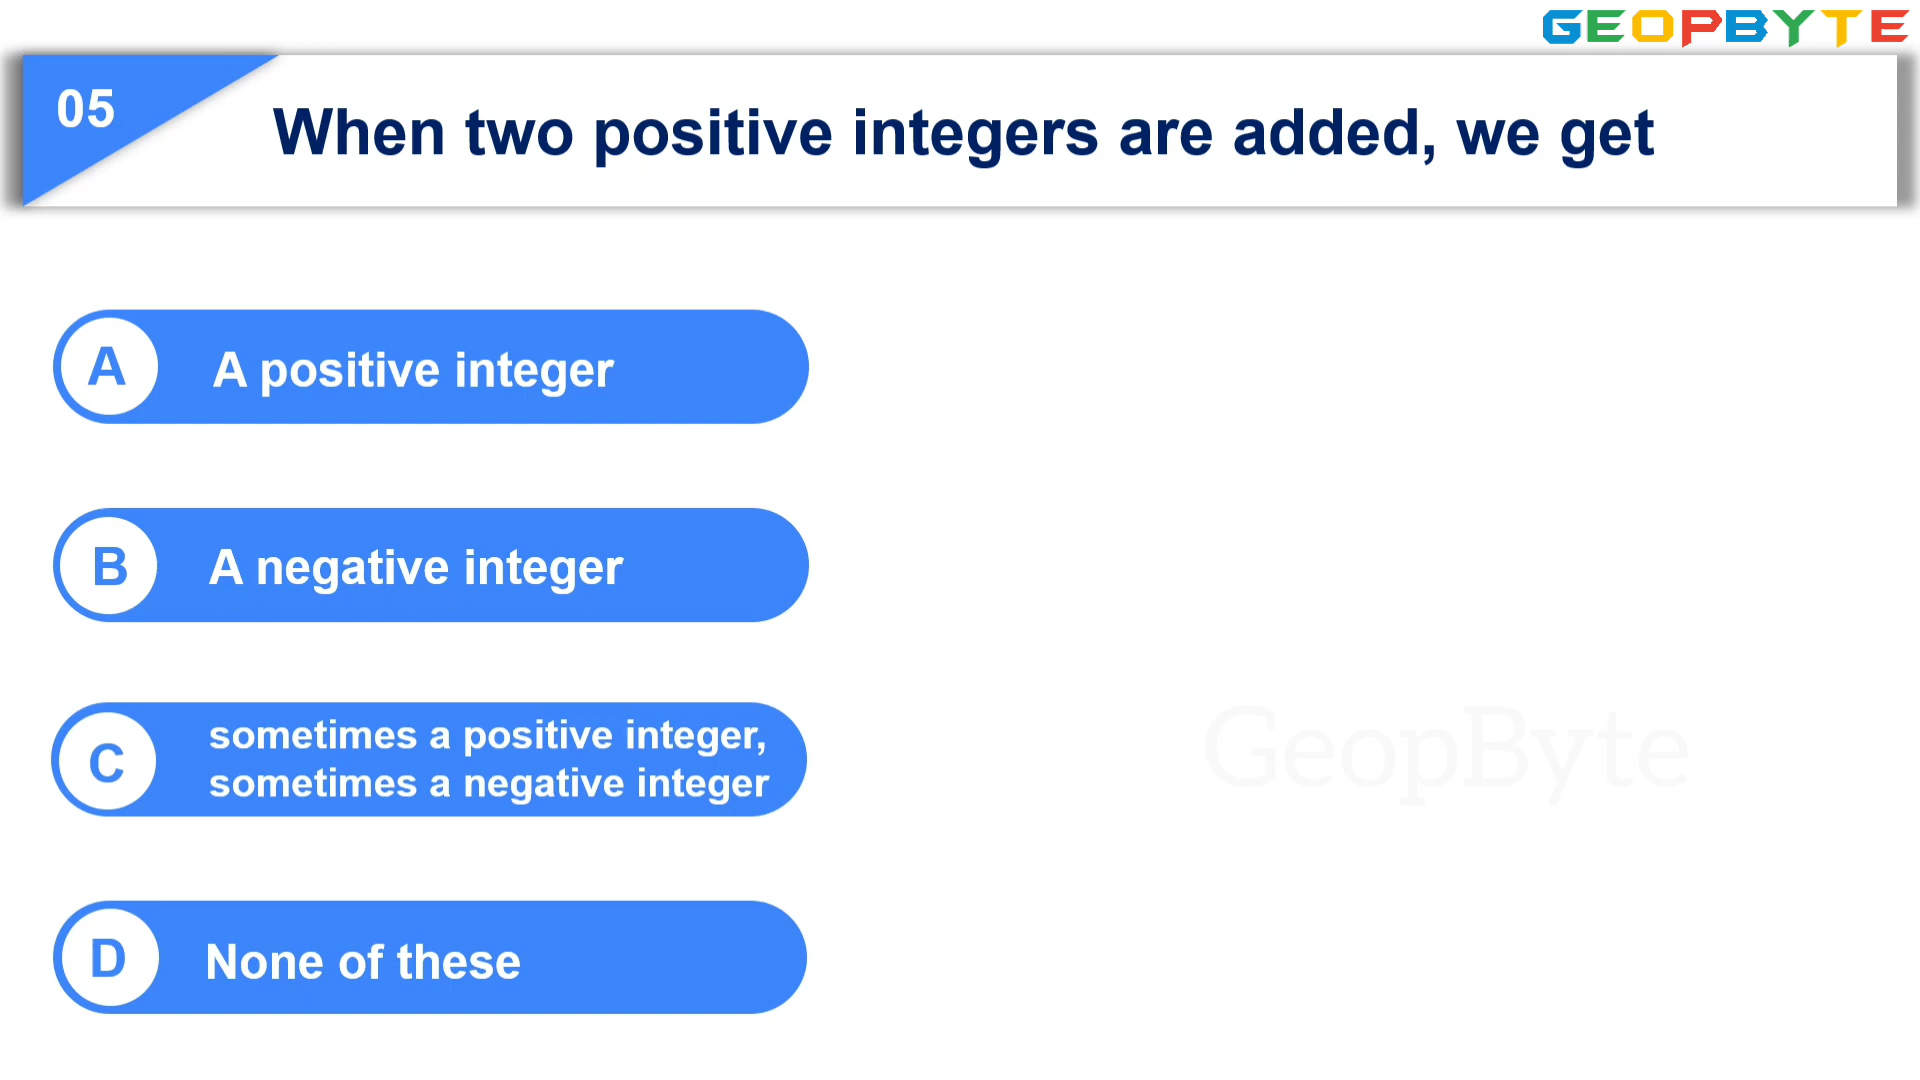 GEOPBYTE
05
When two positive integers are added, we get
A
A positive integer
B
A negative integer
C
sometimes a positive integer,
sometimes a negative integer
GeopByte
D
None of these